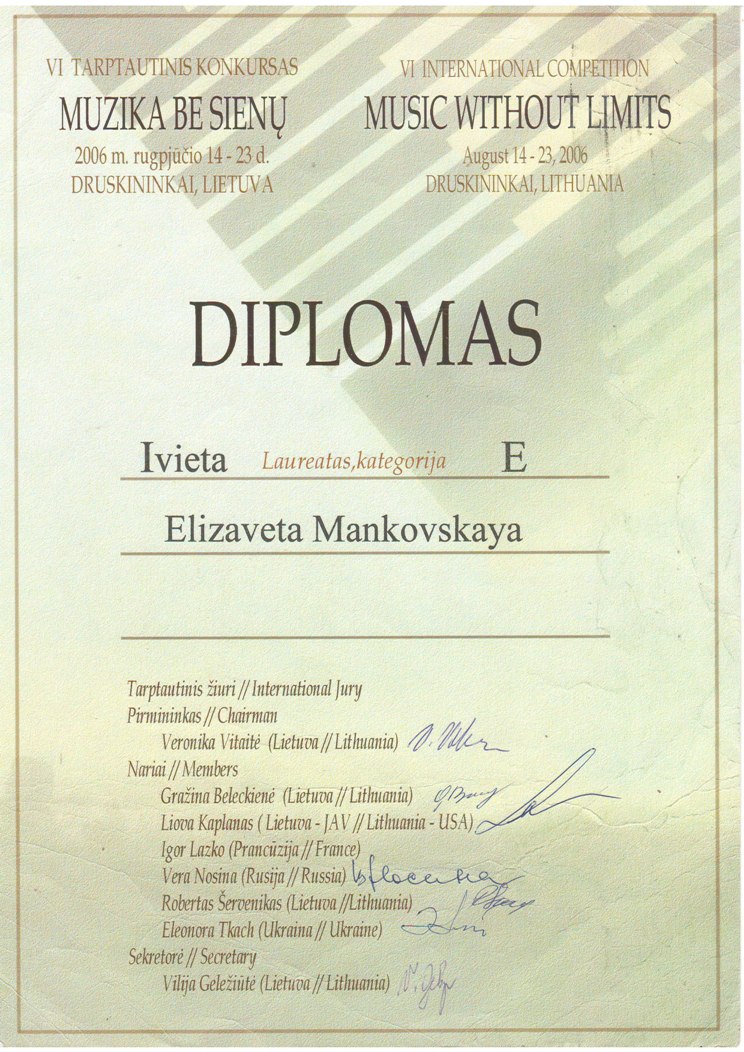 VI TARPTAUTINIS KONKURSAS
MUZIKA BE SIENŲ
2006 m. rugpjūčio 14 - 23 d.
DRUSKININKAI, LIETUVA
VI INTERNATIONAL COMPETITION
MUSIC WITHOUT LIMITS
August 14 - 23, 2006
DRUSKININKAI, LITHUANIA
DIPLOMAS
Ivieta Laureatas,kategorija E
Elizaveta Mankovskaya
Tarptautinis žiuri // International Jury
Pirmininkas // Chairman
Veronika Vitaitė (Lietuva // Lithuania)
Nariai // Members
Gražina Beleckienė (Lietuva // Lithuania)
Liova Kaplanas ( Lietuva - JAV // Lithuania - USA)
Igor Lazko (Prancūzija // France)
Vera Nosina (Rusija // Russia)
Robertas Šervenikas (Lietuva //Lithuania)
Eleonora Tkach (Ukraina // Ukraine)
Sekretorė // Secretary
Vilija Geležiūtė (Lietuva // Lithuania)